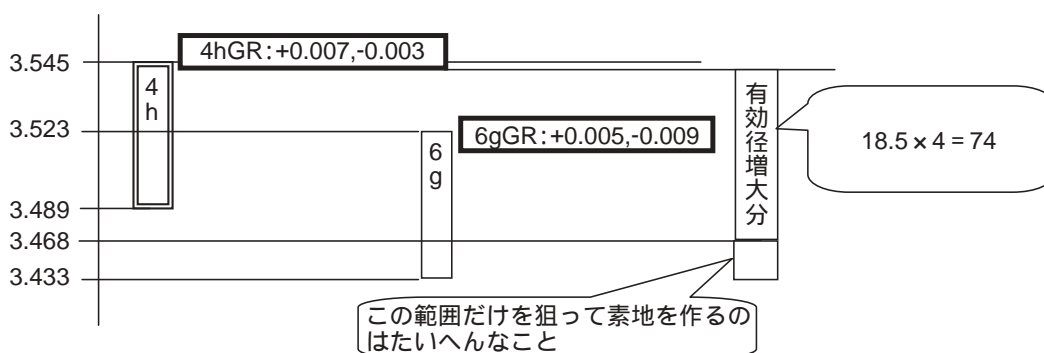 4hGR:+0.007,-0.003
3.545
4
h
有効径増大分
18.5×4=74
3.523
6gGR:+0.005,-0.009
6
g
3.489
3.468
3.433
この範囲だけを狙って素地を作るの
はたいへんなこと